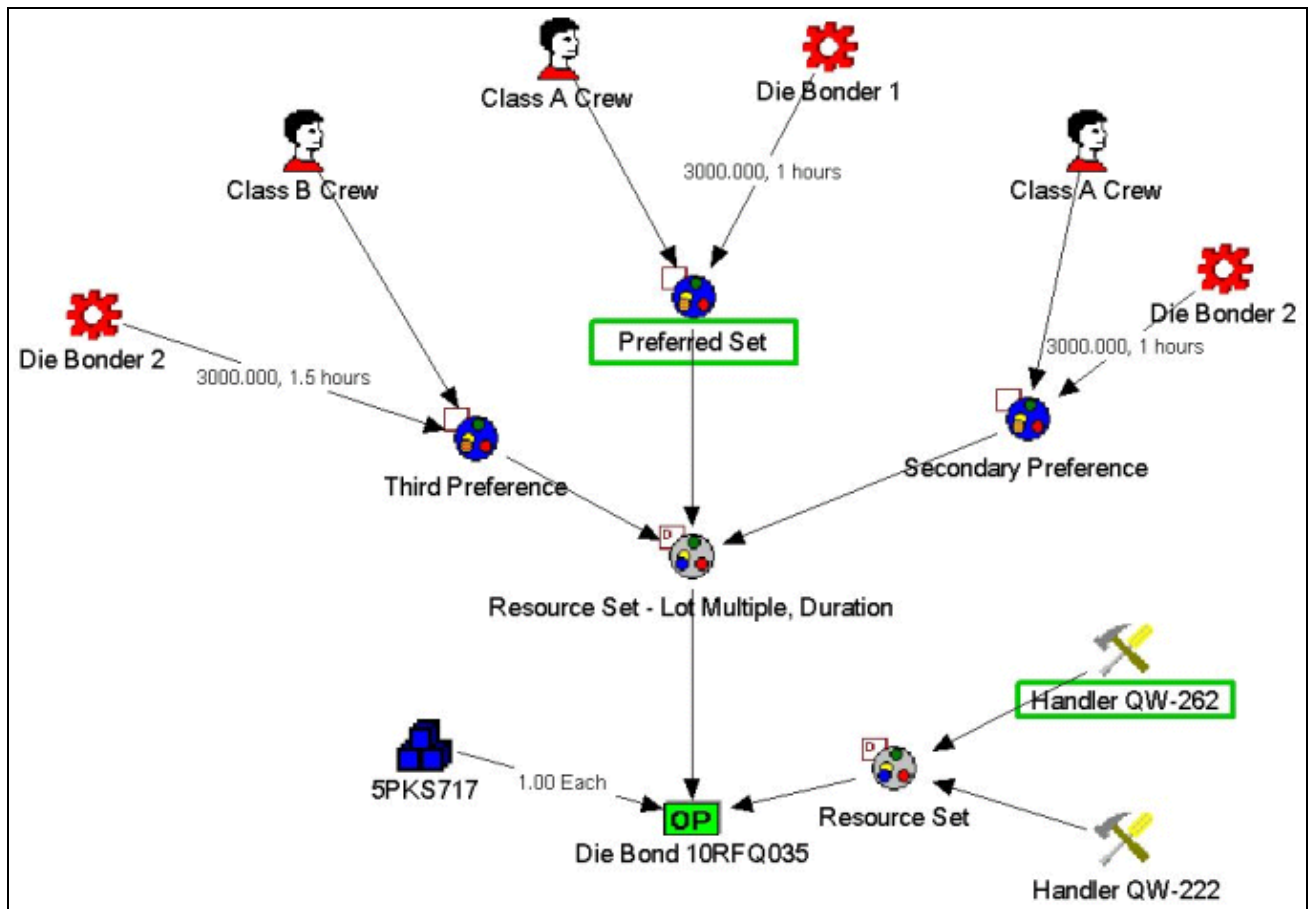 Class A Crew
Die Bonder 1
Class B Crew
3000.000, 1 hours
Class A Crew
Die Bonder 2
Die Bonder 2
Preferred Set
3000.000, 1 hours
3000.000, 1.5 hours
Third Preference
Secondary Preference
D
Resource Set - Lot Multiple, Duration
Handler QW-262
D
5PKS717
1.00 Each
OP
Resource Set
Die Bond 10RFQ035
Handler QW-222